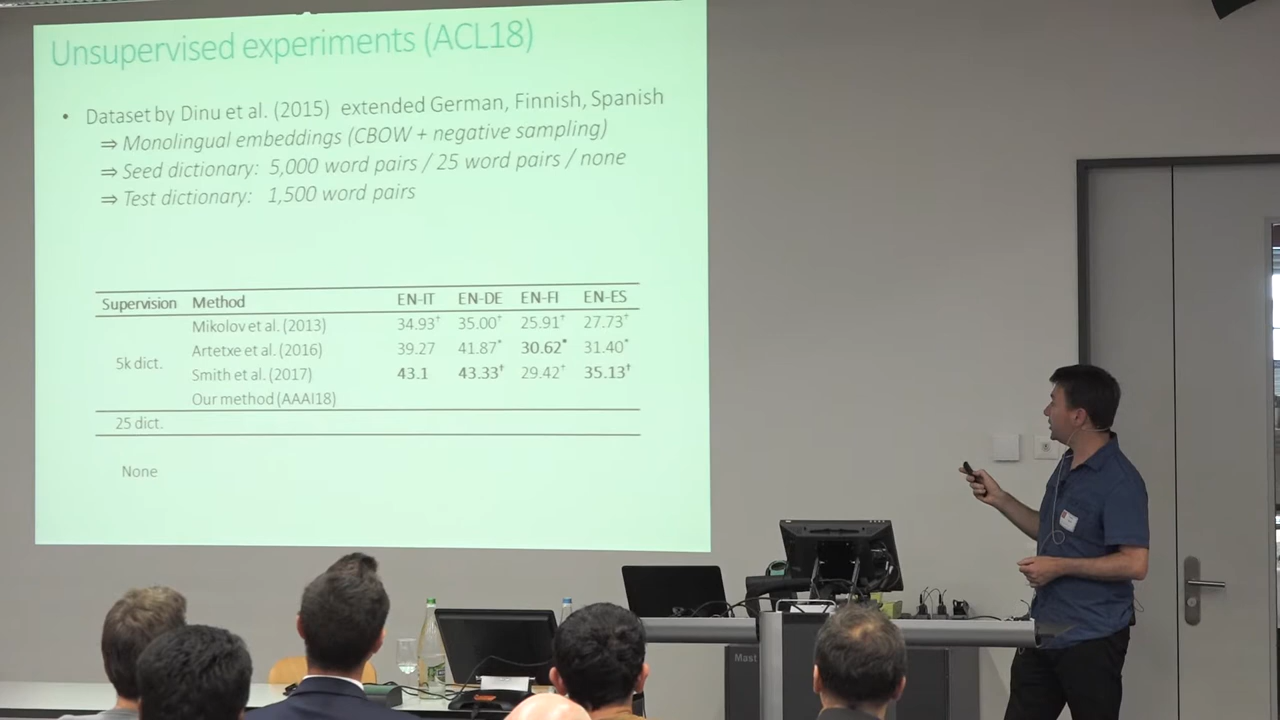 Unsupervised experiments (ACL18)
• Dataset by Dinu et al. (2015) extended German, Finnish, Spanish
⇒ Monolingual embeddings (CBOW + negative sampling)
⇒ Seed dictionary: 5,000 word pairs / 25 word pairs / none
⇒ Test dictionary: 1,500 word pairs
Supervision Method EN-IT EN-DE EN-FI EN-ES
Mikolov et al. (2013) 34.93† 35.00† 25.91† 27.73†
5k dict. Artetxe et al. (2016) 39.27 41.87* 30.62* 31.40*
Smith et al. (2017) 43.1 43.33† 29.42† 35.13†
Our method (AAAI18)
25 dict.
None
Mast